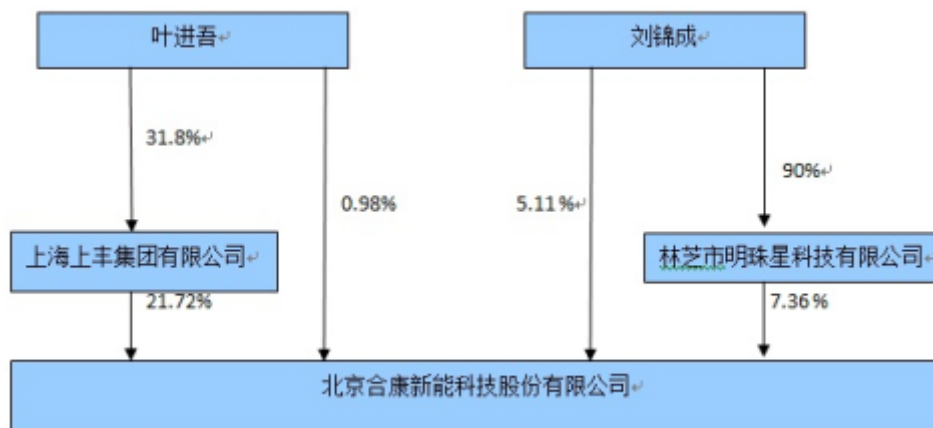 叶进吾
刘锦成
31.8%
90%
0.98%
5.11%
上海上丰集团有限公司
林芝市明珠星科技有限公司
21.72%
7.36%
北京合康新能科技股份有限公司